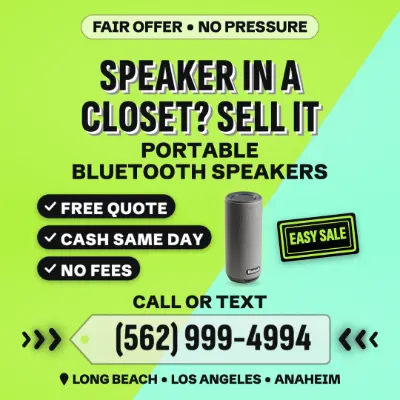 FAIR OFFER • NO PRESSURE
SPEAKER IN A
CLOSET? SELL IT
PORTABLE
BLUETOOTH SPEAKERS
✓ FREE QUOTE
✓ CASH SAME DAY
✓ NO FEES
EASY SALE
CALL OR TEXT
(562) 999-4994
LONG BEACH • LOS ANGELES • ANAHEIM